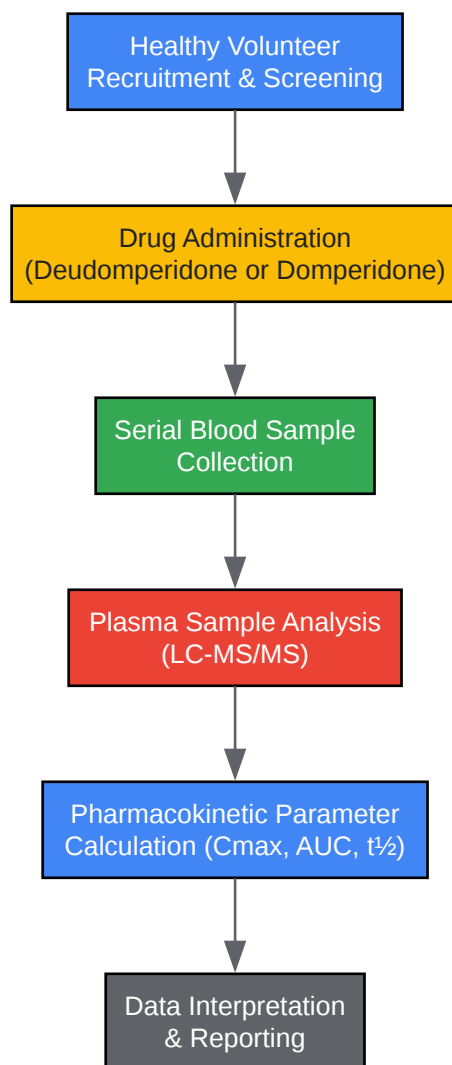 Healthy Volunteer
Recruitment & Screening
Drug Administration
(Deudomperidone or Domperidone)
Serial Blood Sample
Collection
Plasma Sample Analysis
(LC-MS/MS)
Pharmacokinetic Parameter
Calculation (Cmax, AUC, t½)
Data Interpretation
& Reporting